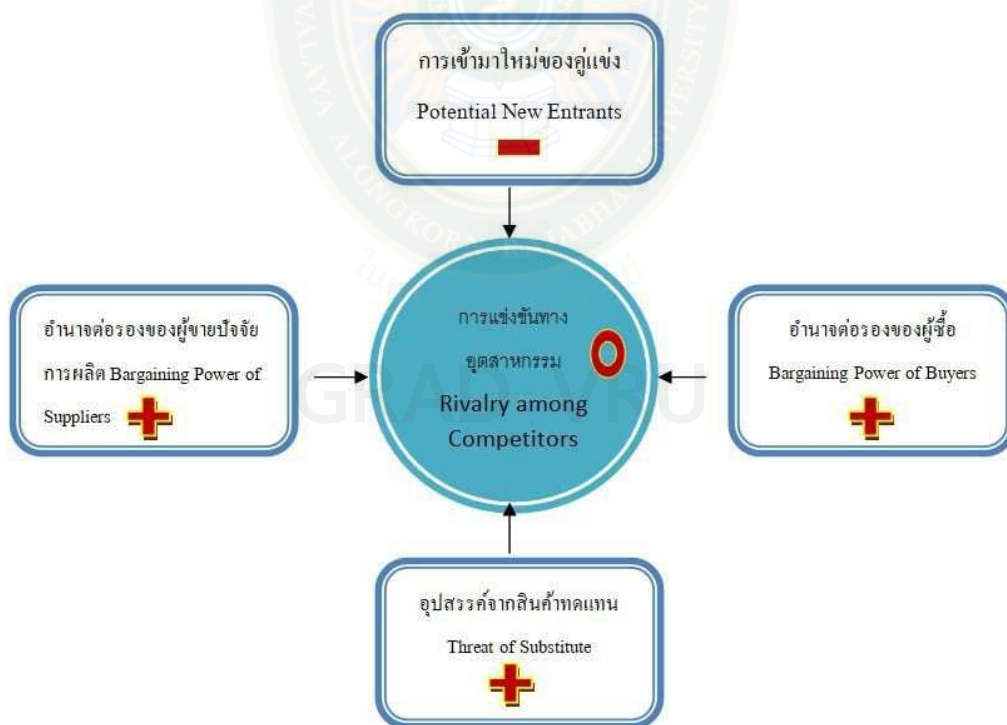 การเข้ามาใหม่ของคู่แข่ง
Potential New Entrants
อำนาจต่อรองของผู้ขายปัจจัย
การผลิต Bargaining Power of
Suppliers
การแข่งขันทาง
อุตสาหกรรม
Rivalry among
Competitors
อำนาจต่อรองของผู้ซื้อ
Bargaining Power of Buyers
อุปสรรค์จากสินค้าทดแทน
Threat of Substitute
GRAD VRU
VALAYA ALONGKORN RAJABHAT UNIVERSITY